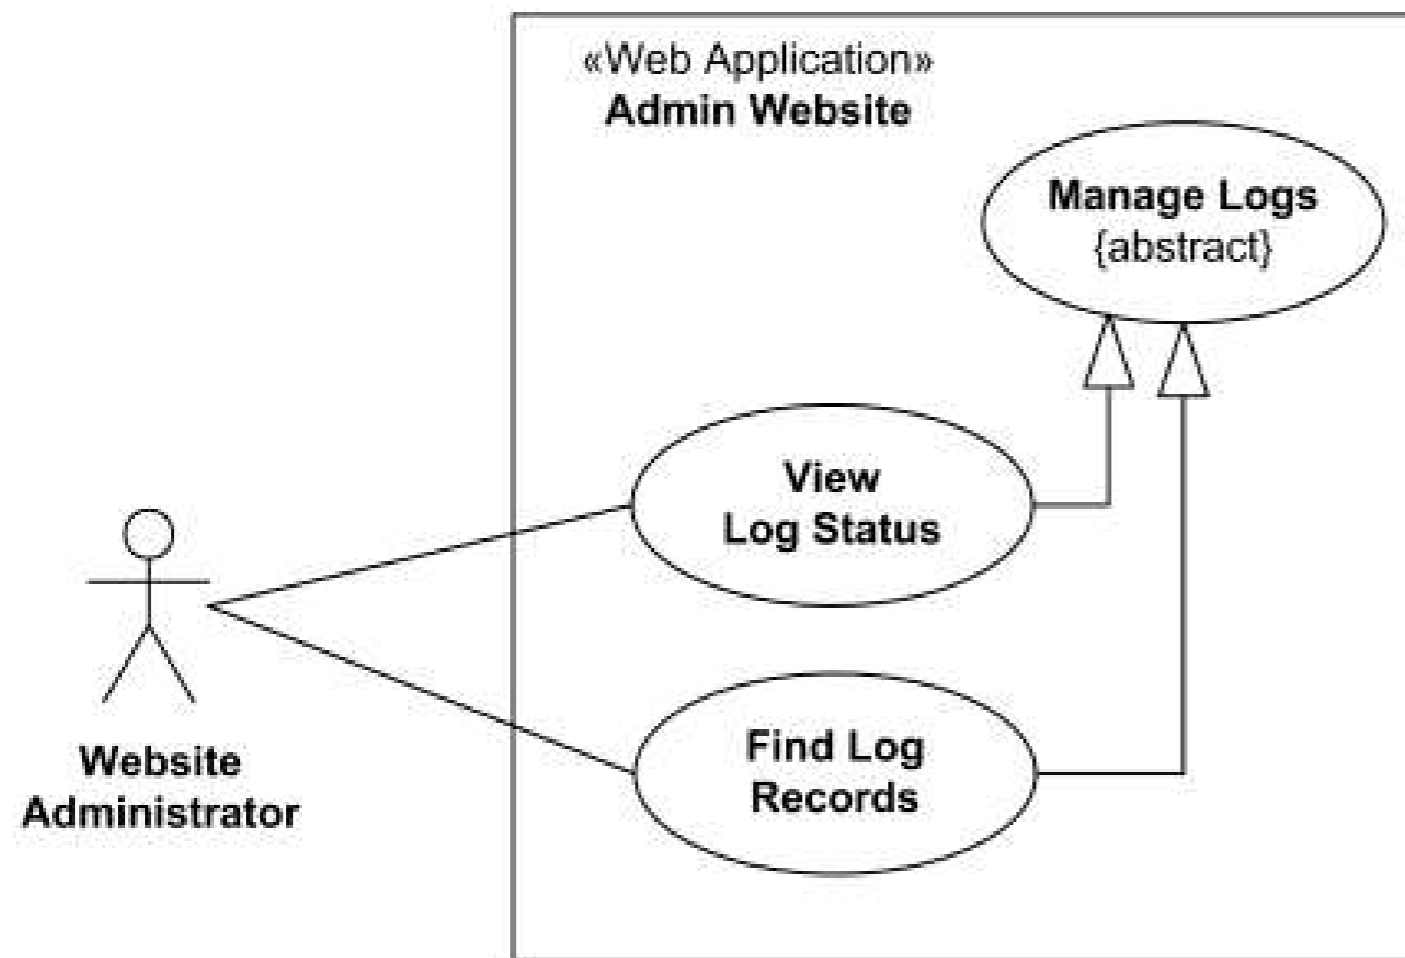 «Web Application»
Admin Website
Manage Logs
{abstract}
View
Log Status
Find Log
Records
Website
Administrator